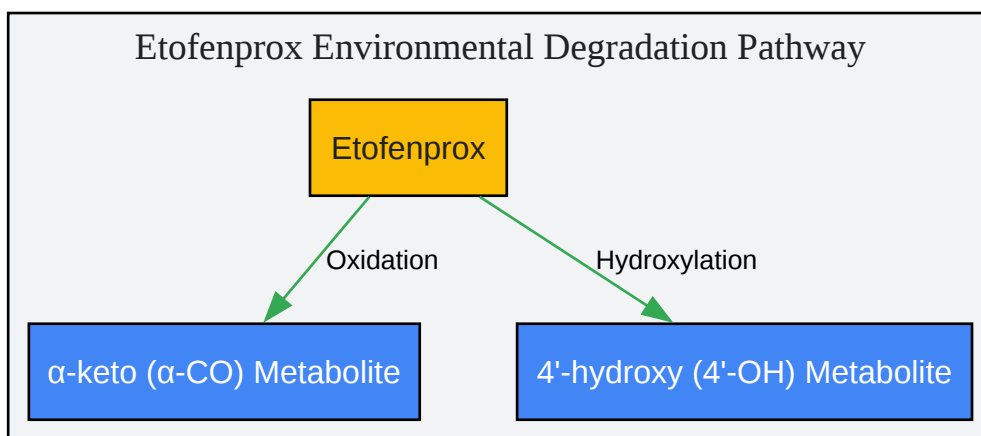 Etofenprox Environmental Degradation Pathway
Etofenprox
Oxidation
Hydroxylation
α-keto (α-CO) Metabolite
4'-hydroxy (4'-OH) Metabolite